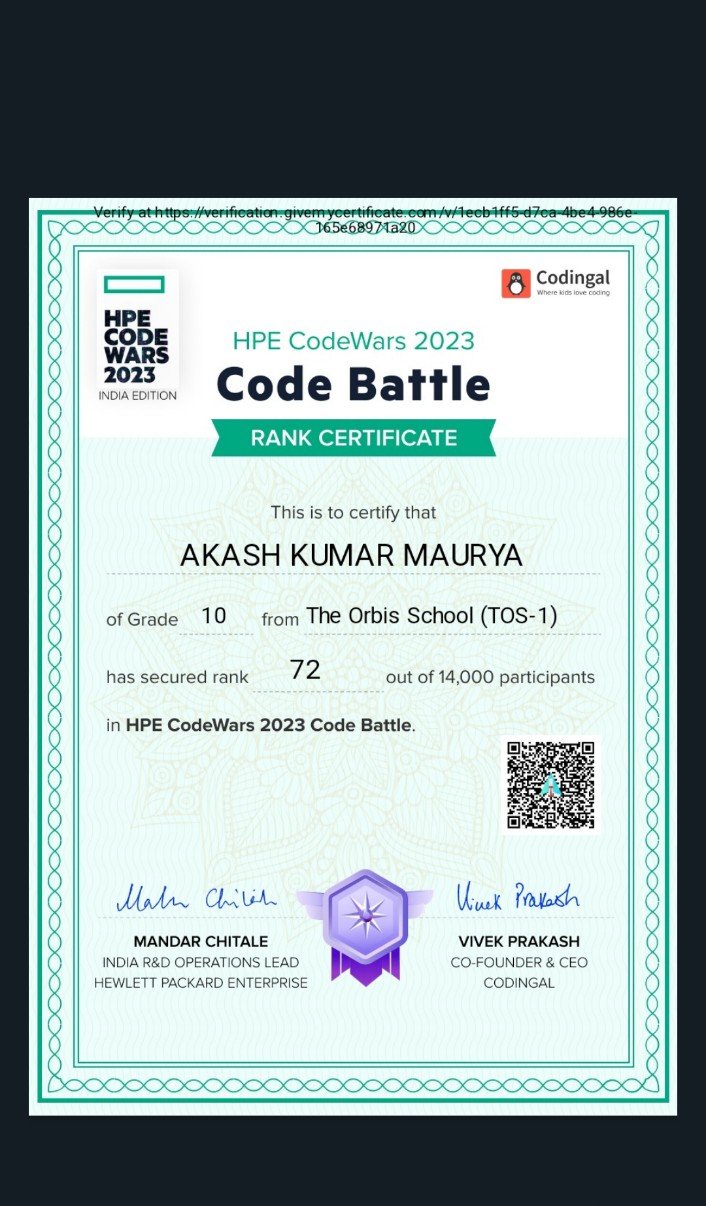 Verify at https://verification.givemycertificate.com/v/1ecb1ff5-d7ca-4be4-986e-
165e68971a20
HPE
CODE
WARS
2023
INDIA EDITION
Codingal
Where kids love coding
HPE CodeWars 2023
Code Battle
RANK CERTIFICATE
This is to certify that
AKASH KUMAR MAURYA
of Grade 10 from The Orbis School (TOS-1)
has secured rank 72 out of 14,000 participants
in HPE CodeWars 2023 Code Battle.
Vivek Prakash
MANDAR CHITALE
INDIA R&D OPERATIONS LEAD
HEWLETT PACKARD ENTERPRISE
VIVEK PRAKASH
CO-FOUNDER & CEO
CODINGAL